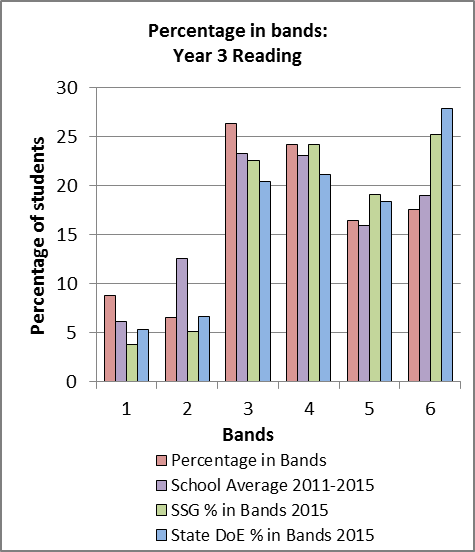 Percentage in bands:
Year 3 Reading
Percentage of students
30
25
20
15
10
5
0
1 2 3 4 5 6
Bands
Percentage in Bands
School Average 2011-2015
SSG % in Bands 2015
State DoE % in Bands 2015